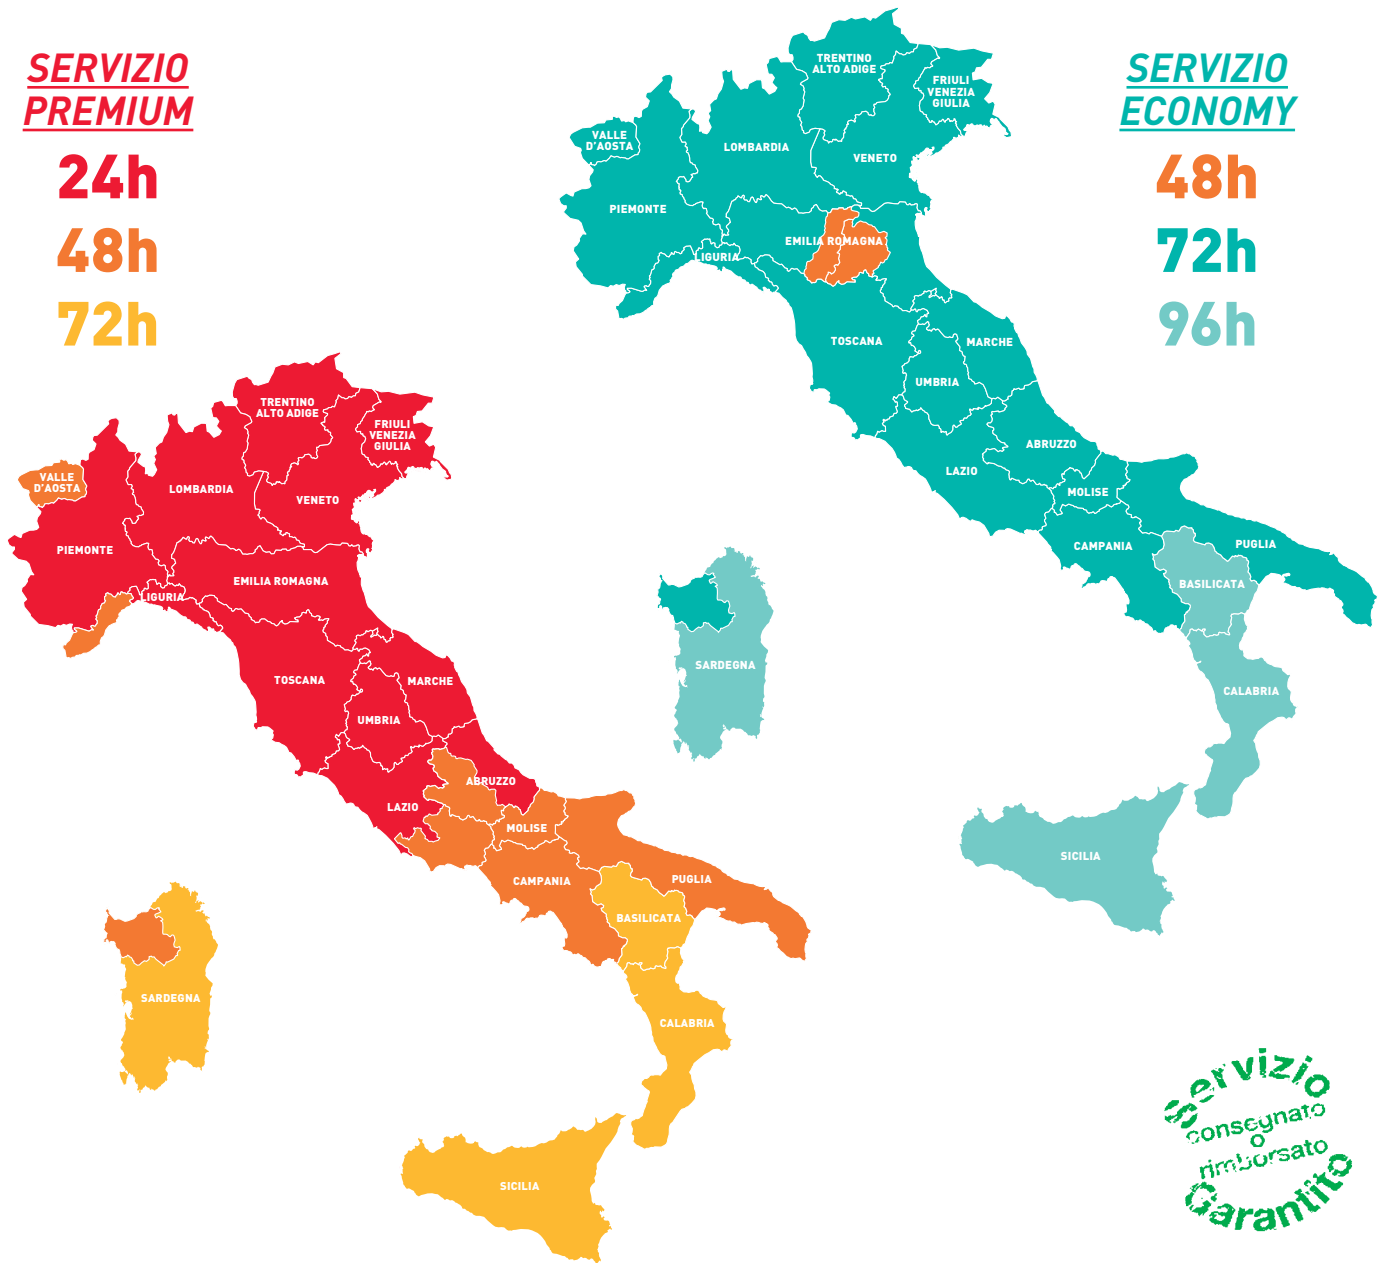 SERVIZIO
PREMIUM
24h
48h
72h
SERVIZIO
ECONOMY
48h
72h
96h
TRENTINO
ALTO ADIGE
FRIULI
VENEZIA
GIULIA
VALLE
D'AOSTA
LOMBARDIA
VENETO
PIEMONTE
EMILIA ROMAGNA
LIGURIA
TOSCANA
MARCHE
UMBRIA
ABRUZZO
LAZIO
MOLISE
CAMPANIA
PUGLIA
BASILICATA
SARDEGNA
CALABRIA
SICILIA
TRENTINO
ALTO ADIGE
FRIULI
VENEZIA
GIULIA
VALLE
D'AOSTA
LOMBARDIA
VENETO
PIEMONTE
EMILIA ROMAGNA
LIGURIA
TOSCANA
MARCHE
UMBRIA
ABRUZZO
LAZIO
MOLISE
CAMPANIA
PUGLIA
BASILICATA
SARDEGNA
CALABRIA
SICILIA
Servizio
consegnato
o
rimborsato
Garantito